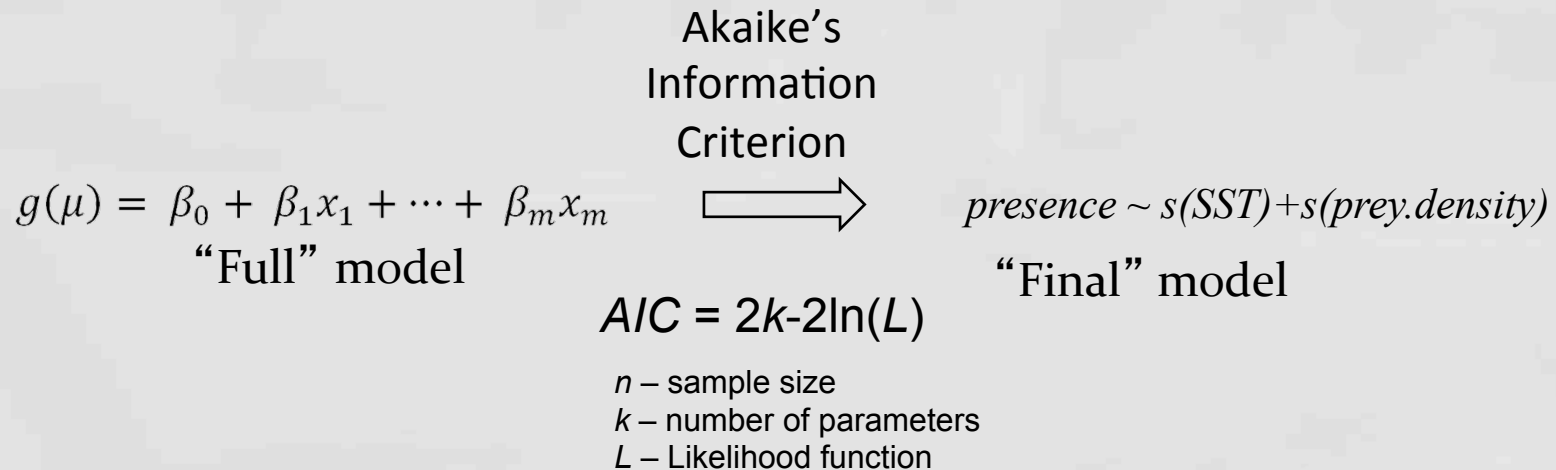 Akaike’s
Information
Criterion
g(μ) = β₀ + β₁x₁ + ⋯ + βₘxₘ
“Full” model
presence ~ s(SST)+s(prey.density)
“Final” model
AIC = 2k-2ln(L)
n – sample size
k – number of parameters
L – Likelihood function